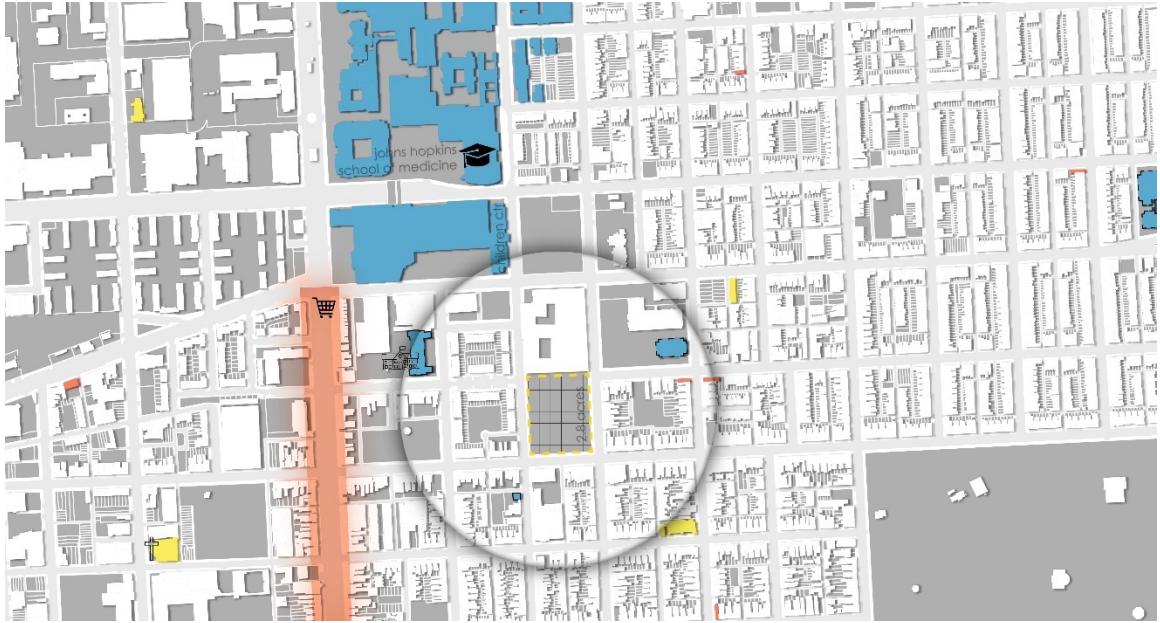 johns hopkins
school of medicine
children ctr
2.8 acres